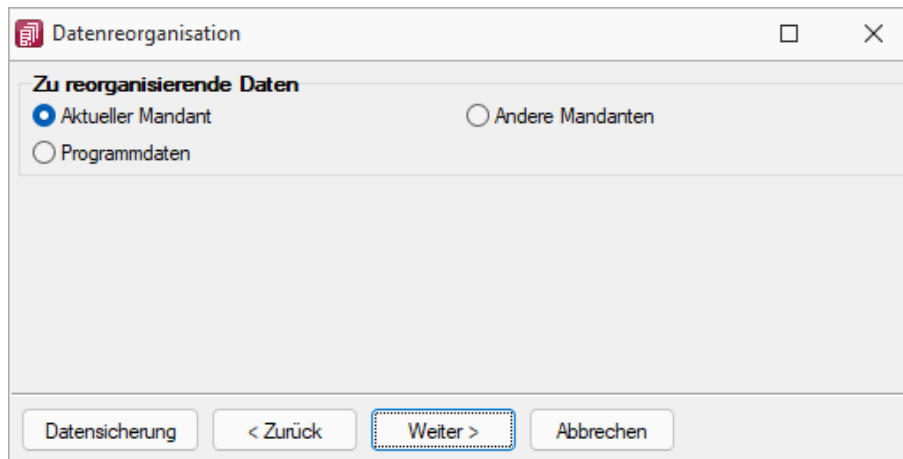 Datenreorganisation
Zu reorganisierende Daten
Aktueller Mandant
Andere Mandanten
Programmdaten
Datensicherung
< Zurück
Weiter >
Abbrechen